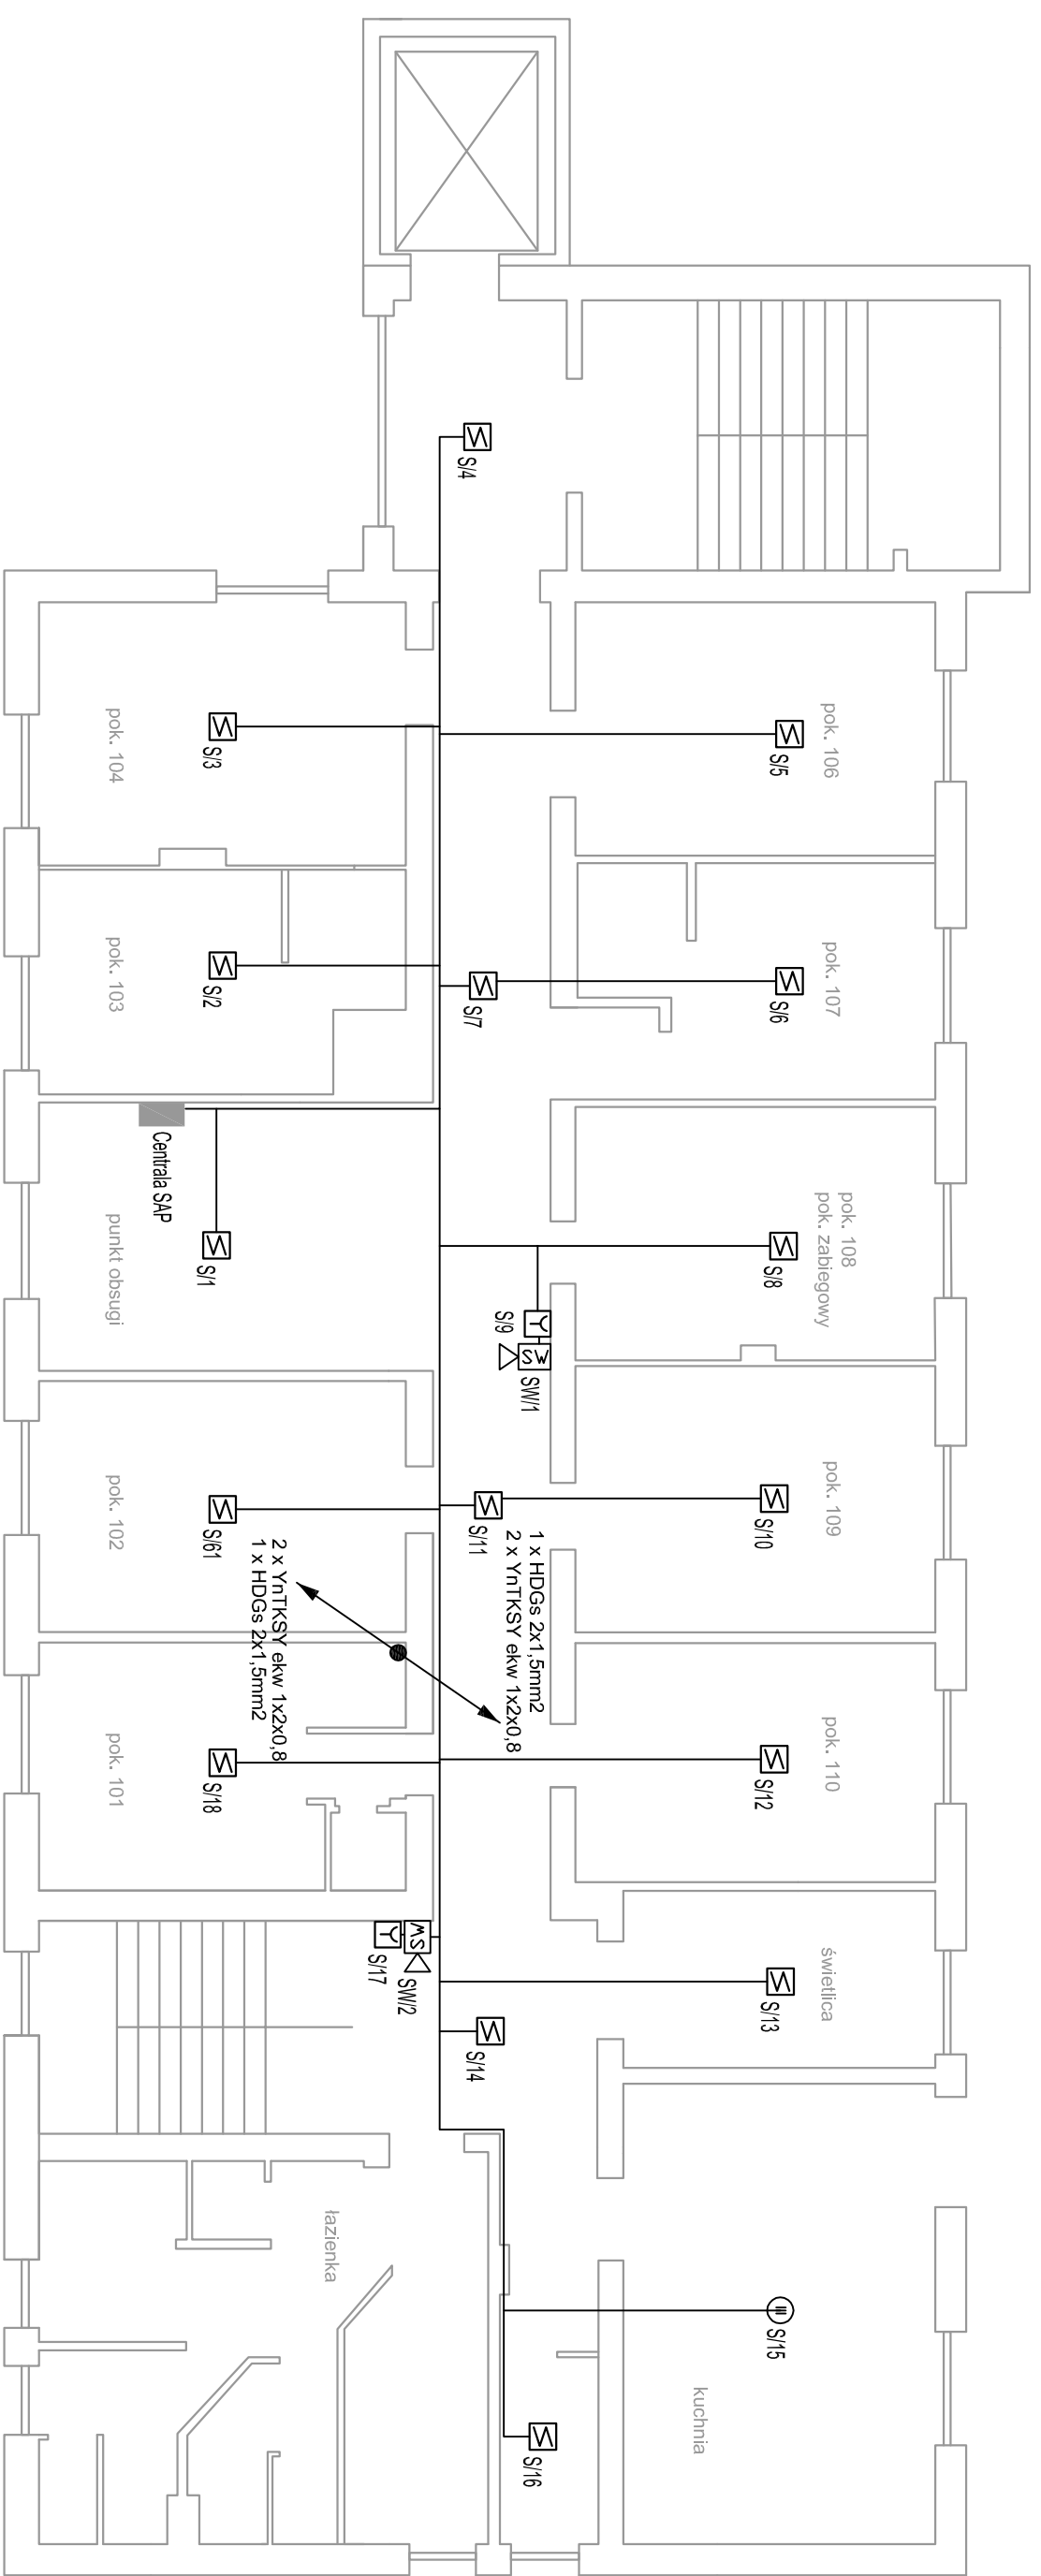 S/4
pok. 106
S/5
pok. 104
S/3
pok. 107
S/6
S/7
pok. 103
S/2
Centrala SAP
S/1
punkt obsugi
pok. 108
pok. zabiegowy
S/8
S/9
SW
SW/1
pok. 109
S/10
S/11
pok. 102
S/61
1 x HDGs 2x1,5mm2
2 x YnTKSY ekw 1x2x0,8
2 x YnTKSY ekw 1x2x0,8
1 x HDGs 2x1,5mm2
pok. 110
S/12
pok. 101
S/18
świetlica
S/13
S/14
SW
SW/2
S/17
łazienka
S/15
kuchnia
S/16